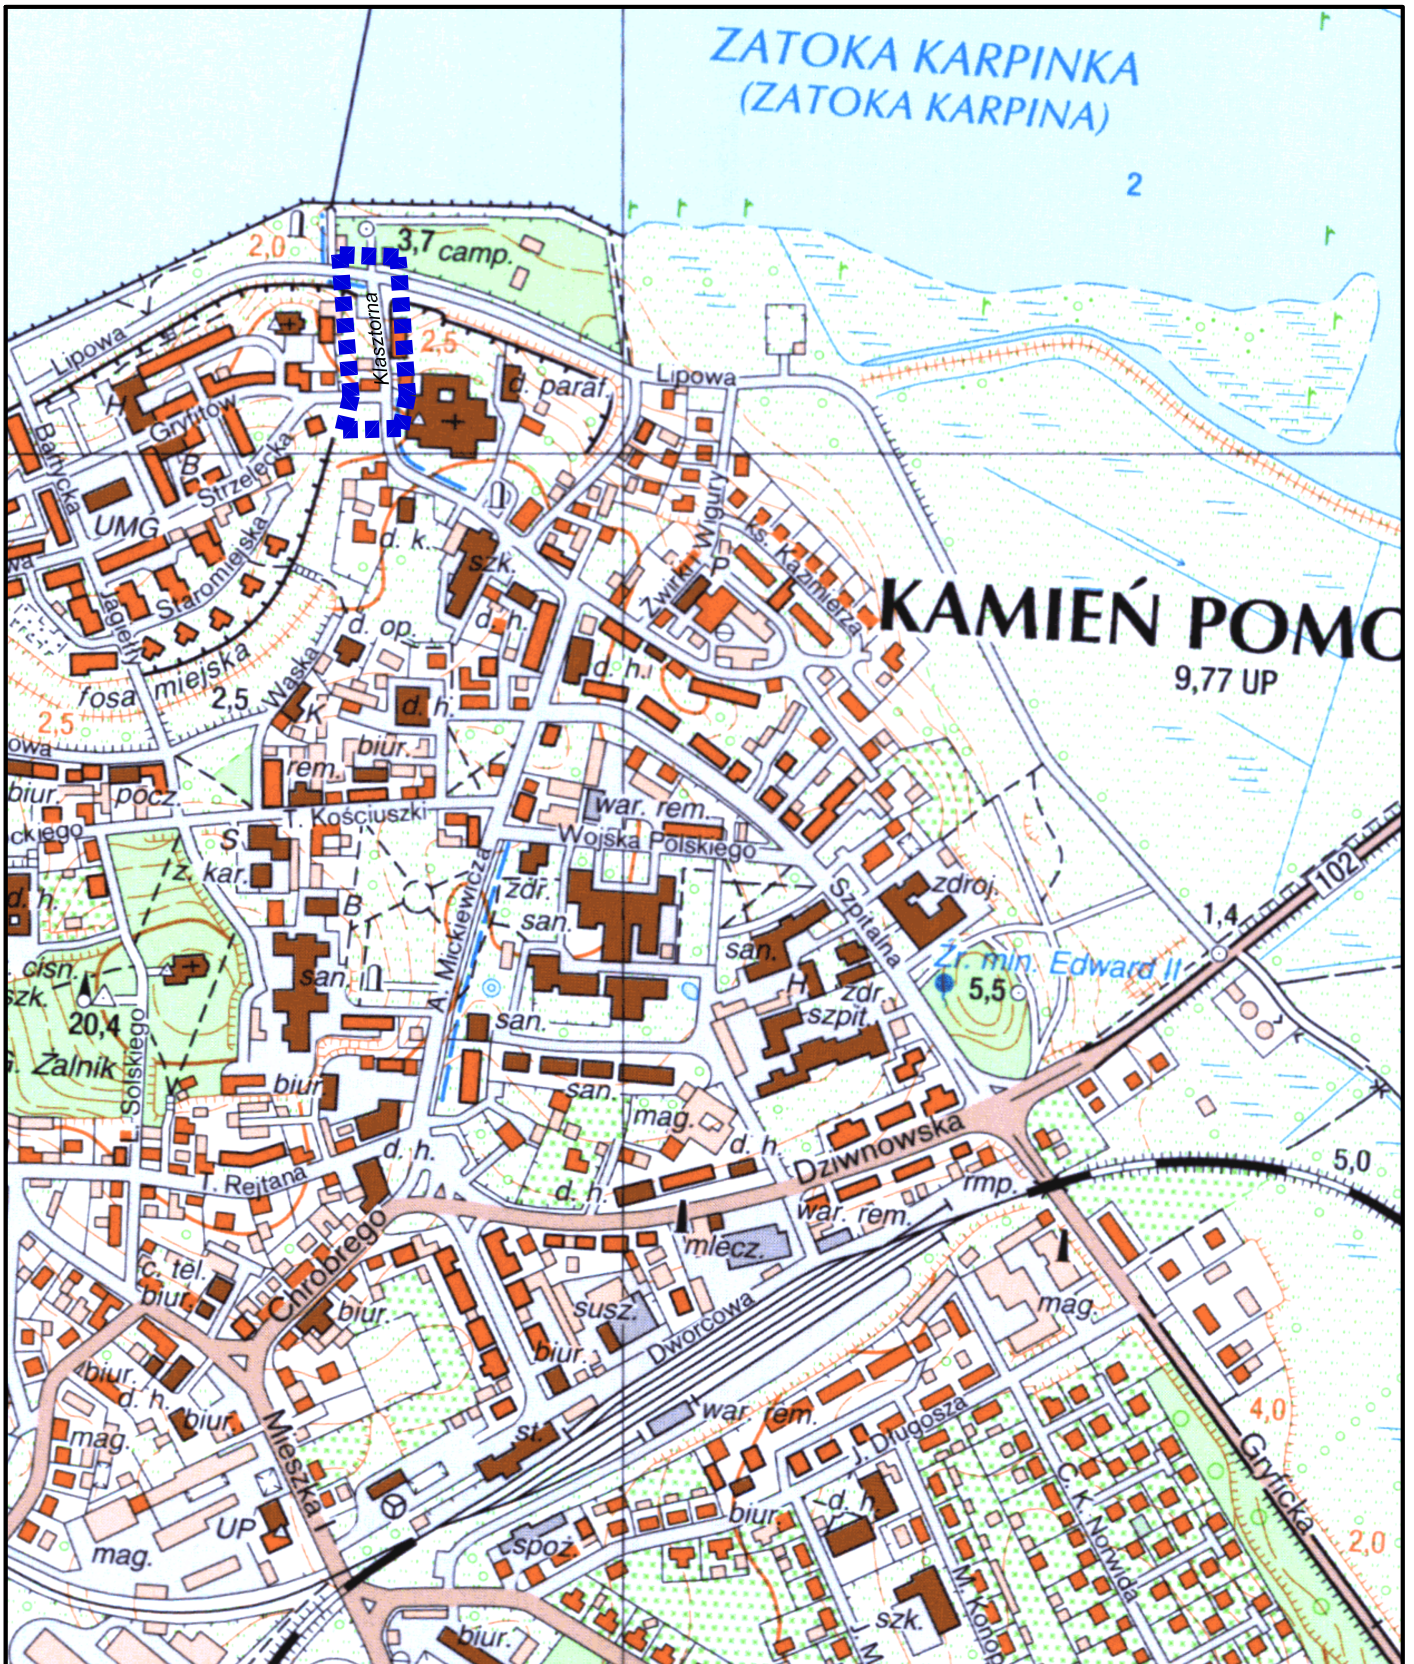 ZATOKA KARPINKA
(ZATOKA KARPINA)
2
2,0
3,7 camp.
Klasztorna
2,5
Lipowa
Lipowa
d. paraf.
H
Gryfitów
Bałtycka
B
Strzelecka
UMG
Staromiejska
Jagiełły
wa
d. k.
szk.
Wigury
Żwirki
P
ks. Kazimierza
KAMIEŃ POMO
9,77 UP
d. op.
d. h.
d. h.
fosa miejska
2,5
2,5
Wąska
K
d. h.
biur.
rem.
owa
biur.
pocz.
T. Kościuszki
war. rem.
Wojska Polskiego
ckiego
S
z. kar.
B
d. h.
zdr.
san.
san.
Szpitalna
zdroj.
102
1,4
Źr. min. Edward II
5,5
A. Mickiewicza
san.
H
zdr.
szpit.
cisn.
szk.
20,4
G. Żalnik
L. Solskiego
san.
biur.
san.
mag.
d. h.
d. h.
Dziwnowska
5,0
T. Rejtana
d. h.
rmp.
war. rem.
mlecz.
c. tel.
biur.
Chrobrego
biur.
susz.
Dworcowa
mag.
biur.
biur.
d. h.
biur.
mag.
Mieszka I
st.
war. rem.
J. Długosza
4,0
Gryficka
C. K. Norwida
d. h.
biur.
UP
mag.
spoż.
2,0
szk.
M. Konop
J. M
biur.